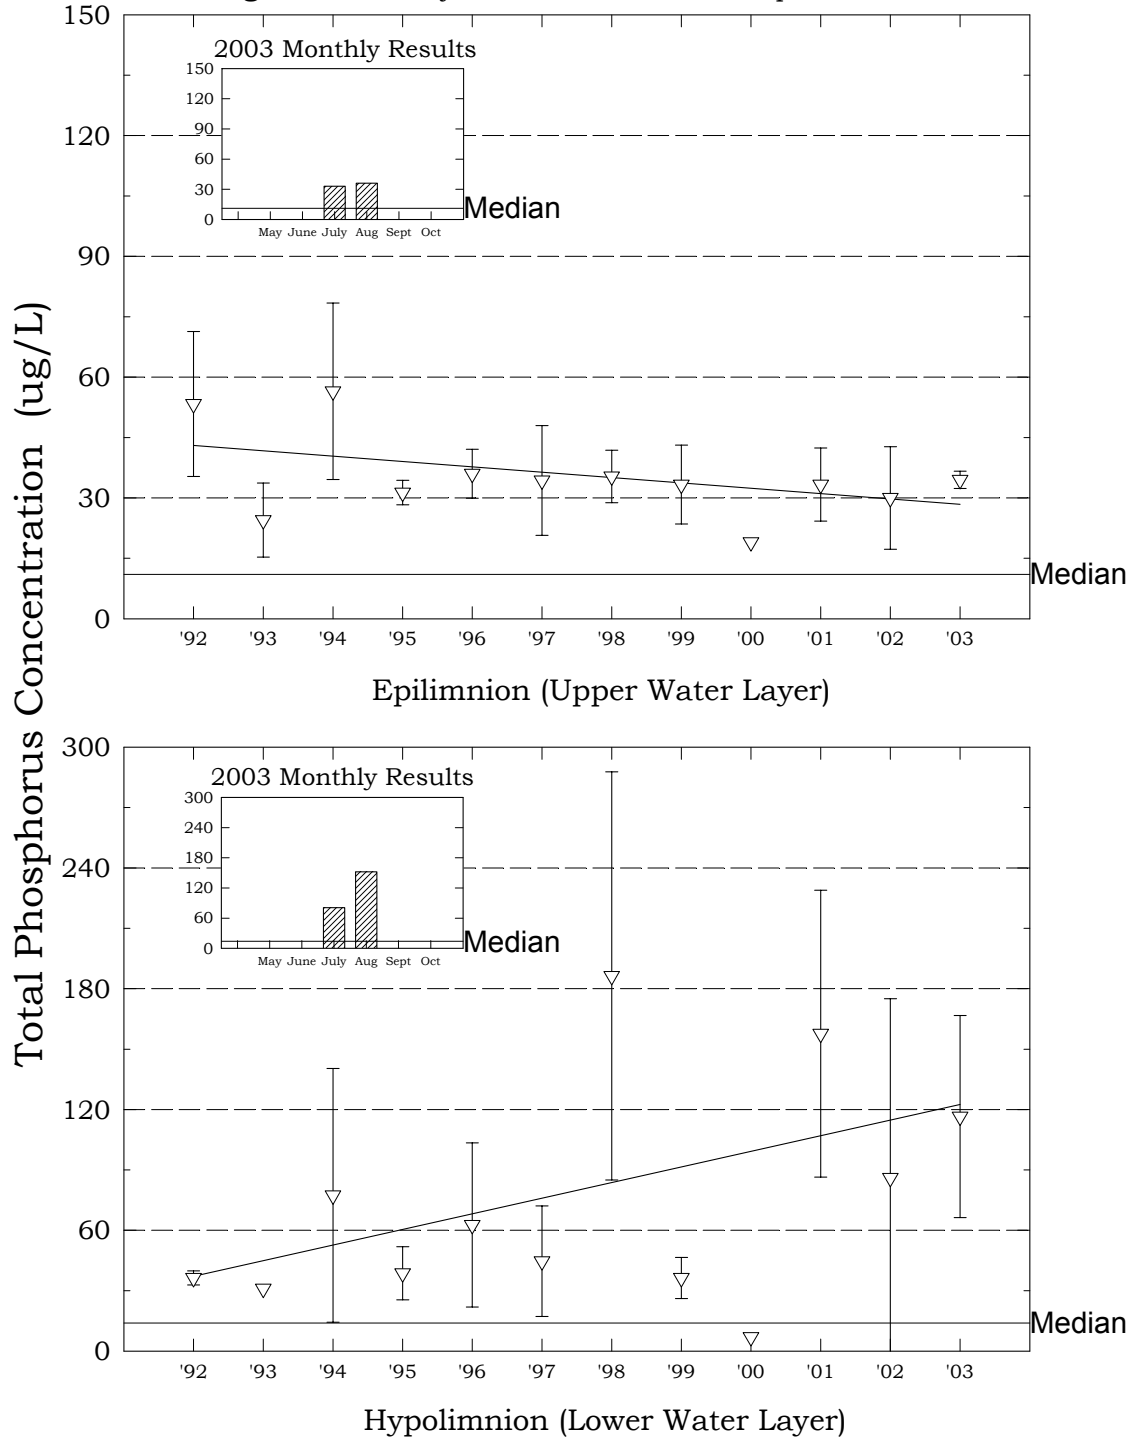 Total Phosphorus Concentration (ug/L)
150
120
90
60
30
0
2003 Monthly Results
150
120
90
60
30
0
May June July Aug Sept Oct
Median
Median
'92 '93 '94 '95 '96 '97 '98 '99 '00 '01 '02 '03
Epilimnion (Upper Water Layer)
300
240
180
120
60
0
2003 Monthly Results
300
240
180
120
60
0
May June July Aug Sept Oct
Median
Median
'92 '93 '94 '95 '96 '97 '98 '99 '00 '01 '02 '03
Hypolimnion (Lower Water Layer)